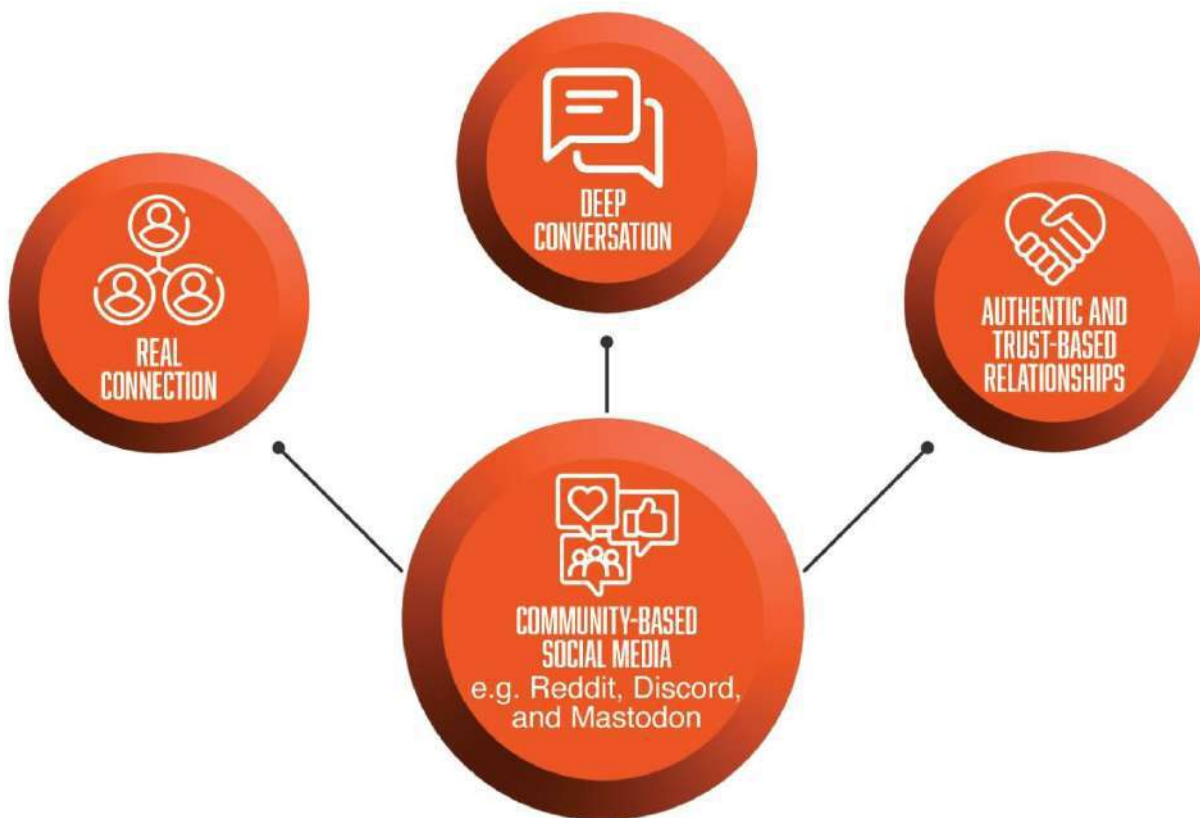 DEEP
CONVERSATION
REAL
CONNECTION
AUTHENTIC AND
TRUST-BASED
RELATIONSHIPS
COMMUNITY-BASED
SOCIAL MEDIA
e.g. Reddit, Discord,
and Mastodon